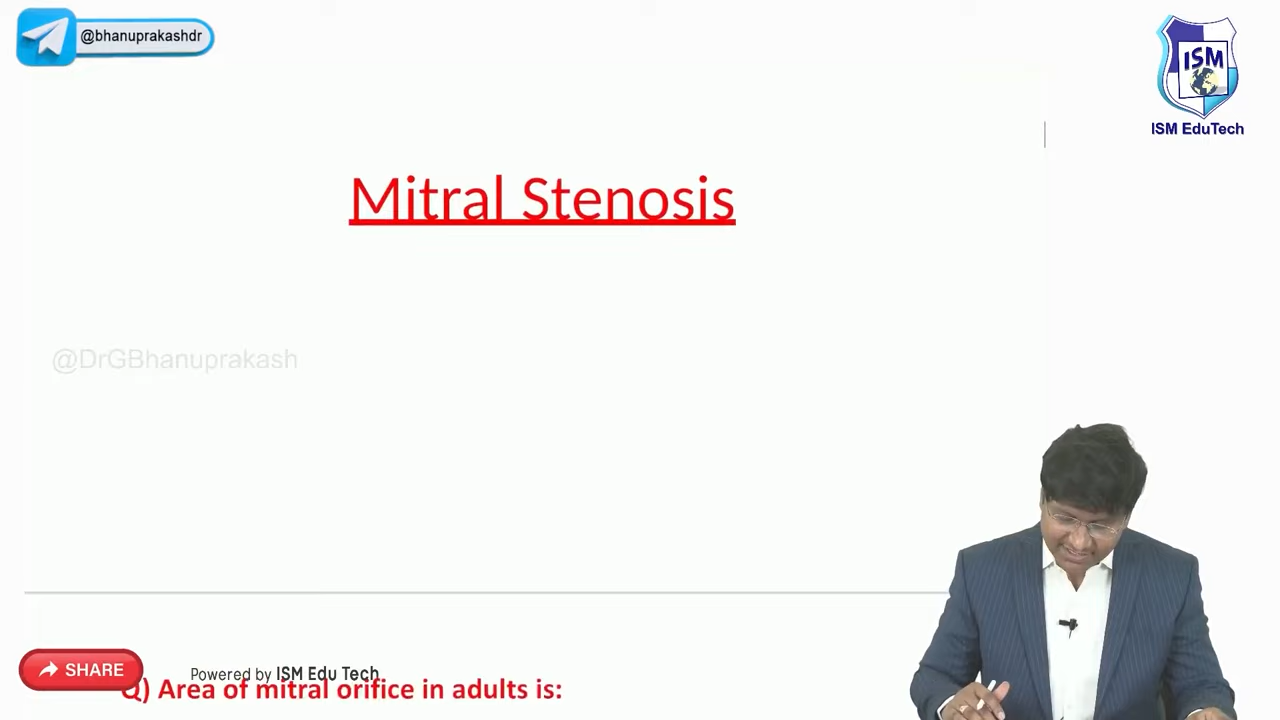 @bhanuprakashdr
ISM
ISM EduTech
Mitral Stenosis
@DrGBhanuprakash
SHARE
Powered by ISM Edu Tech
Q) Area of mitral orifice in adults is: